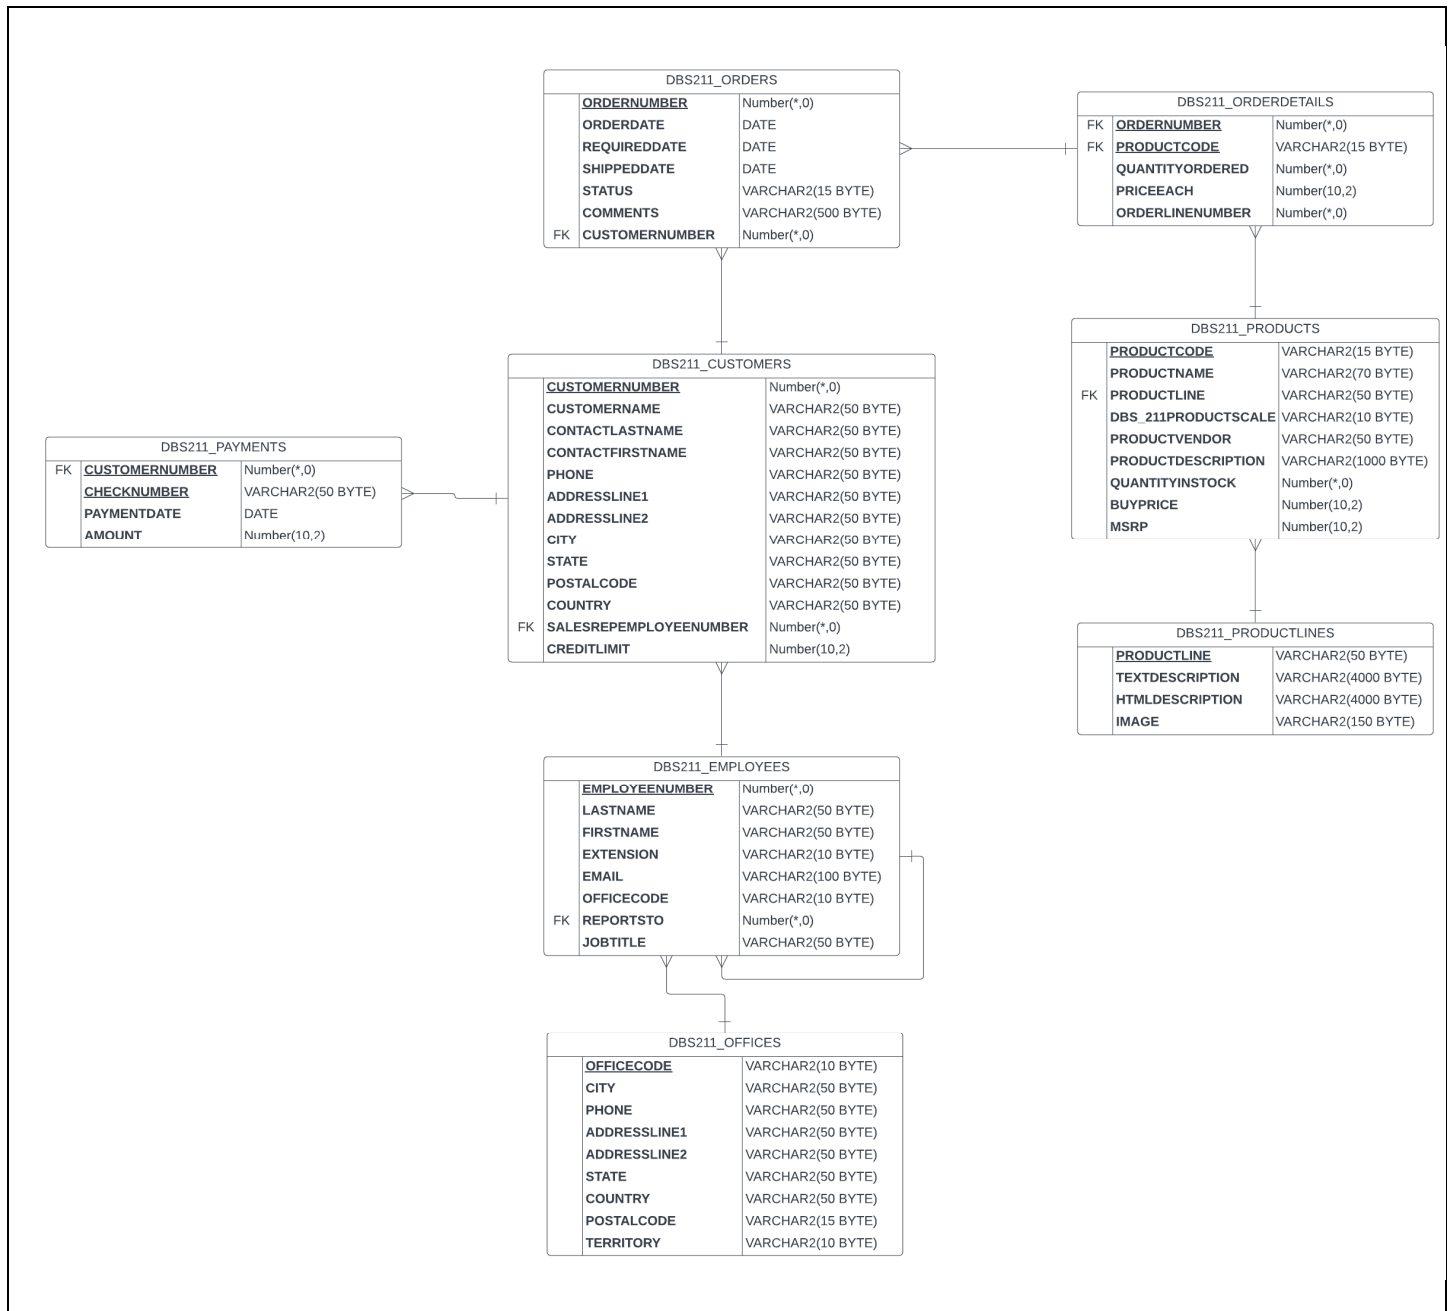 DBS211_ORDERS
ORDERNUMBER Number(*,0)
ORDERDATE DATE
REQUIREDDATE DATE
SHIPPEDDATE DATE
STATUS VARCHAR2(15 BYTE)
COMMENTS VARCHAR2(500 BYTE)
FK CUSTOMERNUMBER Number(*,0)
DBS211_ORDERDETAILS
FK ORDERNUMBER Number(*,0)
FK PRODUCTCODE VARCHAR2(15 BYTE)
QUANTITYORDERED Number(*,0)
PRICEEACH Number(10,2)
ORDERLINENUMBER Number(*,0)
DBS211_PRODUCTS
PRODUCTCODE VARCHAR2(15 BYTE)
PRODUCTNAME VARCHAR2(70 BYTE)
FK PRODUCTLINE VARCHAR2(50 BYTE)
DBS_211PRODUCTSCALE VARCHAR2(10 BYTE)
PRODUCTVENDOR VARCHAR2(50 BYTE)
PRODUCTDESCRIPTION VARCHAR2(1000 BYTE)
QUANTITYINSTOCK Number(*,0)
BUYPRICE Number(10,2)
MSRP Number(10,2)
DBS211_CUSTOMERS
CUSTOMERNUMBER Number(*,0)
CUSTOMERNAME VARCHAR2(50 BYTE)
CONTACTLASTNAME VARCHAR2(50 BYTE)
CONTACTFIRSTNAME VARCHAR2(50 BYTE)
PHONE VARCHAR2(50 BYTE)
ADDRESSLINE1 VARCHAR2(50 BYTE)
ADDRESSLINE2 VARCHAR2(50 BYTE)
CITY VARCHAR2(50 BYTE)
STATE VARCHAR2(50 BYTE)
POSTALCODE VARCHAR2(50 BYTE)
COUNTRY VARCHAR2(50 BYTE)
FK SALESREPEMPLOYEENUMBER Number(*,0)
CREDITLIMIT Number(10,2)
DBS211_PAYMENTS
FK CUSTOMERNUMBER Number(*,0)
CHECKNUMBER VARCHAR2(50 BYTE)
PAYMENTDATE DATE
AMOUNT Number(10,2)
DBS211_PRODUCTLINES
PRODUCTLINE VARCHAR2(50 BYTE)
TEXTDESCRIPTION VARCHAR2(4000 BYTE)
HTMLDESCRIPTION VARCHAR2(4000 BYTE)
IMAGE VARCHAR2(150 BYTE)
DBS211_EMPLOYEES
EMPLOYEENUMBER Number(*,0)
LASTNAME VARCHAR2(50 BYTE)
FIRSTNAME VARCHAR2(50 BYTE)
EXTENSION VARCHAR2(10 BYTE)
EMAIL VARCHAR2(100 BYTE)
OFFICECODE VARCHAR2(10 BYTE)
FK REPORTSTO Number(*,0)
JOBTITLE VARCHAR2(50 BYTE)
DBS211_OFFICES
OFFICECODE VARCHAR2(10 BYTE)
CITY VARCHAR2(50 BYTE)
PHONE VARCHAR2(50 BYTE)
ADDRESSLINE1 VARCHAR2(50 BYTE)
ADDRESSLINE2 VARCHAR2(50 BYTE)
STATE VARCHAR2(50 BYTE)
COUNTRY VARCHAR2(50 BYTE)
POSTALCODE VARCHAR2(15 BYTE)
TERRITORY VARCHAR2(10 BYTE)